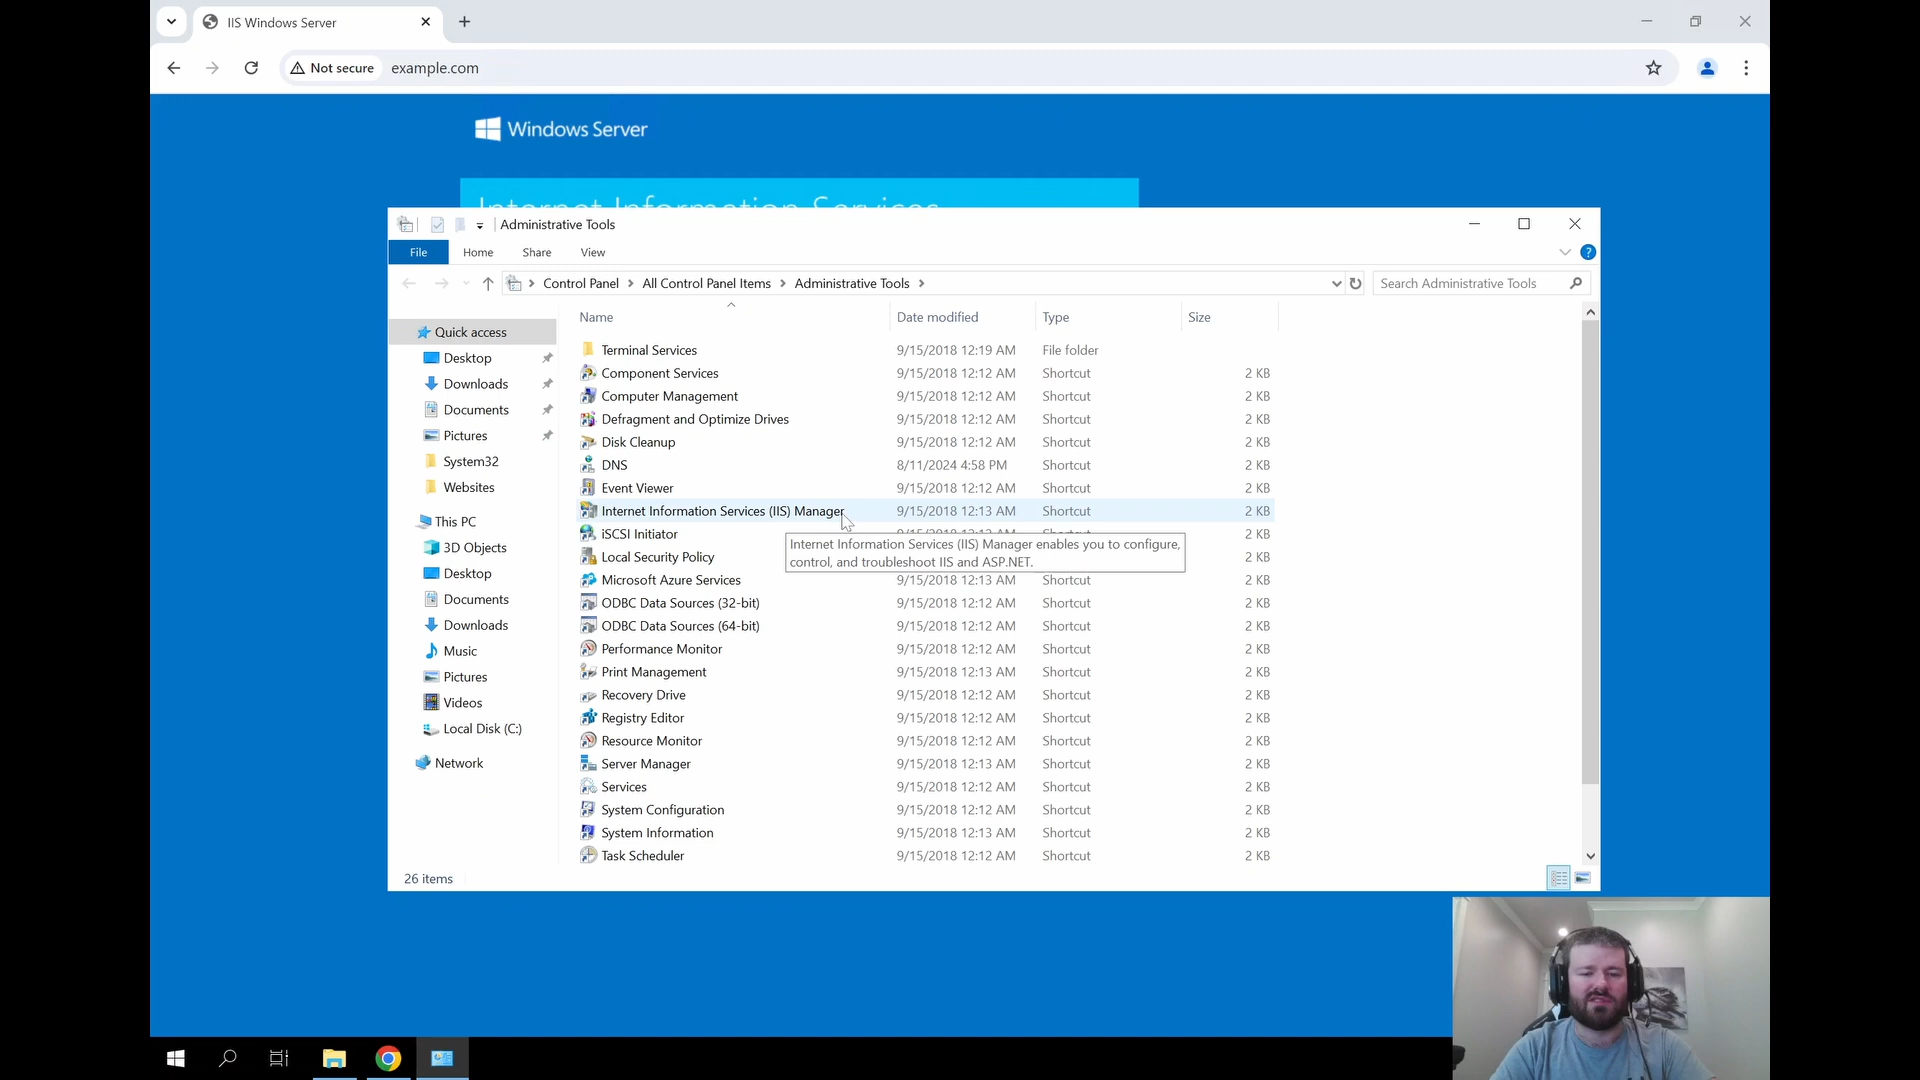 IIS Windows Server
Not secure
example.com
Windows Server
Internet Information Services
Administrative Tools
File
Home
Share
View
Control Panel
All Control Panel Items
Administrative Tools
Search Administrative Tools
Name
Date modified
Type
Size
Quick access
Desktop
Downloads
Documents
Pictures
System32
Websites
This PC
3D Objects
Desktop
Documents
Downloads
Music
Pictures
Videos
Local Disk (C:)
Network
Terminal Services 9/15/2018 12:19 AM File folder
Component Services 9/15/2018 12:12 AM Shortcut 2 KB
Computer Management 9/15/2018 12:12 AM Shortcut 2 KB
Defragment and Optimize Drives 9/15/2018 12:12 AM Shortcut 2 KB
Disk Cleanup 9/15/2018 12:12 AM Shortcut 2 KB
DNS 8/11/2024 4:58 PM Shortcut 2 KB
Event Viewer 9/15/2018 12:12 AM Shortcut 2 KB
Internet Information Services (IIS) Manager 9/15/2018 12:13 AM Shortcut 2 KB
iSCSI Initiator Shortcut 2 KB
Internet Information Services (IIS) Manager enables you to configure,
control, and troubleshoot IIS and ASP.NET.
Local Security Policy 2 KB
Microsoft Azure Services 9/15/2018 12:13 AM Shortcut 2 KB
ODBC Data Sources (32-bit) 9/15/2018 12:12 AM Shortcut 2 KB
ODBC Data Sources (64-bit) 9/15/2018 12:12 AM Shortcut 2 KB
Performance Monitor 9/15/2018 12:12 AM Shortcut 2 KB
Print Management 9/15/2018 12:13 AM Shortcut 2 KB
Recovery Drive 9/15/2018 12:12 AM Shortcut 2 KB
Registry Editor 9/15/2018 12:12 AM Shortcut 2 KB
Resource Monitor 9/15/2018 12:12 AM Shortcut 2 KB
Server Manager 9/15/2018 12:13 AM Shortcut 2 KB
Services 9/15/2018 12:12 AM Shortcut 2 KB
System Configuration 9/15/2018 12:12 AM Shortcut 2 KB
System Information 9/15/2018 12:13 AM Shortcut 2 KB
Task Scheduler 9/15/2018 12:12 AM Shortcut 2 KB
26 items